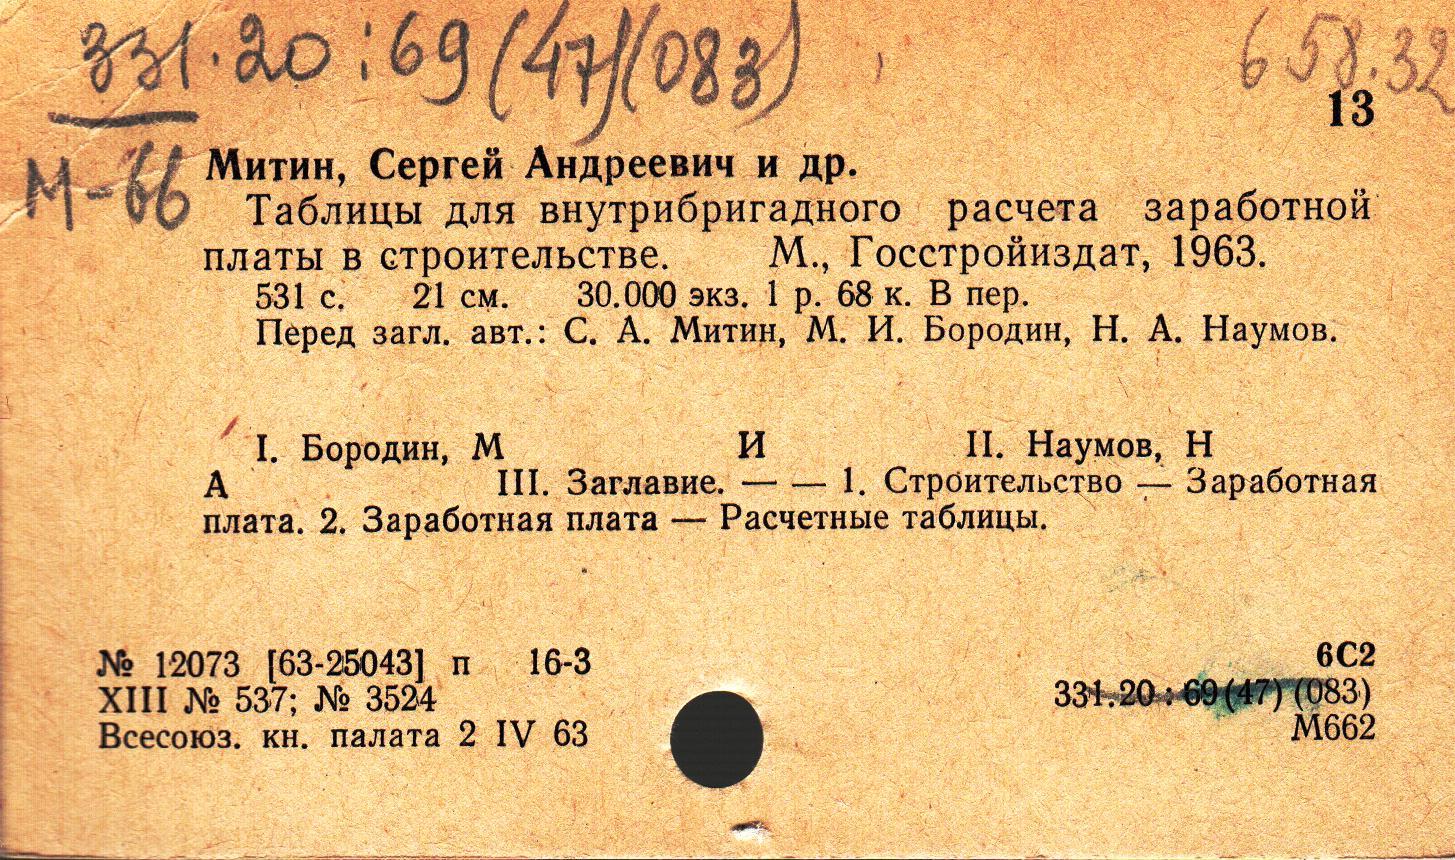 331.20:69(47)(083)
658.32
13
М-66
Митин, Сергей Андреевич и др.
Таблицы для внутрибригадного расчета заработной
платы в строительстве. М., Госстройиздат, 1963.
531 с. 21 см. 30.000 экз. 1 р. 68 к. В пер.
Перед загл. авт.: С. А. Митин, М. И. Бородин, Н. А. Наумов.
I. Бородин, М И II. Наумов, Н
А III. Заглавие. — — 1. Строительство — Заработная
плата. 2. Заработная плата — Расчетные таблицы.
№ 12073 [63-25043] п 16-3
XIII № 537; № 3524
Всесоюз. кн. палата 2 IV 63
6С2
331.20 : 69(47) (083)
М662